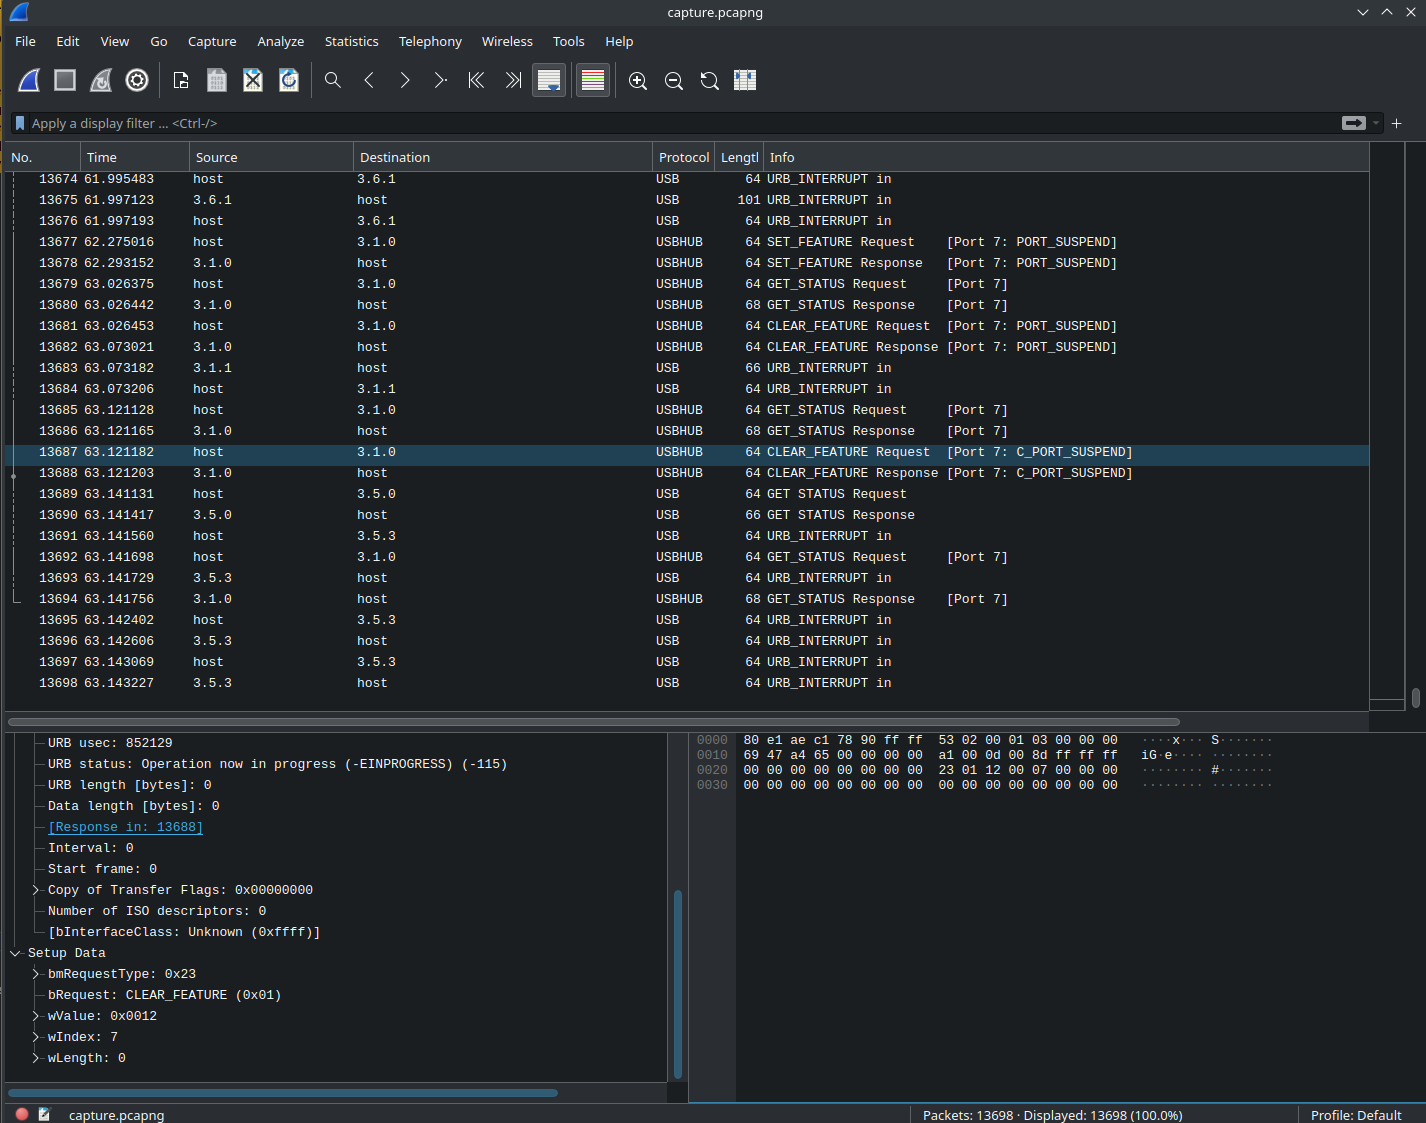 capture.pcapng
File Edit View Go Capture Analyze Statistics Telephony Wireless Tools Help
Apply a display filter ... <Ctrl-/>
No. Time Source Destination Protocol Lengtl Info
13674 61.995483 host 3.6.1 USB 64 URB_INTERRUPT in
13675 61.997123 3.6.1 host USB 101 URB_INTERRUPT in
13676 61.997193 host 3.6.1 USB 64 URB_INTERRUPT in
13677 62.275016 host 3.1.0 USBHUB 64 SET_FEATURE Request [Port 7: PORT_SUSPEND]
13678 62.293152 3.1.0 host USBHUB 64 SET_FEATURE Response [Port 7: PORT_SUSPEND]
13679 63.026375 host 3.1.0 USBHUB 64 GET_STATUS Request [Port 7]
13680 63.026442 3.1.0 host USBHUB 68 GET_STATUS Response [Port 7]
13681 63.026453 host 3.1.0 USBHUB 64 CLEAR_FEATURE Request [Port 7: PORT_SUSPEND]
13682 63.073021 3.1.0 host USBHUB 64 CLEAR_FEATURE Response [Port 7: PORT_SUSPEND]
13683 63.073182 3.1.1 host USB 66 URB_INTERRUPT in
13684 63.073206 host 3.1.1 USB 64 URB_INTERRUPT in
13685 63.121128 host 3.1.0 USBHUB 64 GET_STATUS Request [Port 7]
13686 63.121165 3.1.0 host USBHUB 68 GET_STATUS Response [Port 7]
13687 63.121182 host 3.1.0 USBHUB 64 CLEAR_FEATURE Request [Port 7: C_PORT_SUSPEND]
13688 63.121203 3.1.0 host USBHUB 64 CLEAR_FEATURE Response [Port 7: C_PORT_SUSPEND]
13689 63.141131 host 3.5.0 USB 64 GET STATUS Request
13690 63.141417 3.5.0 host USB 66 GET STATUS Response
13691 63.141560 host 3.5.3 USB 64 URB_INTERRUPT in
13692 63.141698 host 3.1.0 USBHUB 64 GET_STATUS Request [Port 7]
13693 63.141729 3.5.3 host USB 64 URB_INTERRUPT in
13694 63.141756 3.1.0 host USBHUB 68 GET_STATUS Response [Port 7]
13695 63.142402 host 3.5.3 USB 64 URB_INTERRUPT in
13696 63.142606 3.5.3 host USB 64 URB_INTERRUPT in
13697 63.143069 host 3.5.3 USB 64 URB_INTERRUPT in
13698 63.143227 3.5.3 host USB 64 URB_INTERRUPT in
URB usec: 852129
URB status: Operation now in progress (-EINPROGRESS) (-115)
URB length [bytes]: 0
Data length [bytes]: 0
[Response in: 13688]
Interval: 0
Start frame: 0
Copy of Transfer Flags: 0x00000000
Number of ISO descriptors: 0
[bInterfaceClass: Unknown (0xffff)]
Setup Data
bmRequestType: 0x23
bRequest: CLEAR_FEATURE (0x01)
wValue: 0x0012
wIndex: 7
wLength: 0
0000 80 e1 ae c1 78 90 ff ff 53 02 00 01 03 00 00 00 ····x··· S·······
0010 69 47 a4 65 00 00 00 00 a1 00 0d 00 8d ff ff ff iG·e···· ········
0020 00 00 00 00 00 00 00 00 23 01 12 00 07 00 00 00 ········ #·······
0030 00 00 00 00 00 00 00 00 00 00 00 00 00 00 00 00 ········ ········
capture.pcapng
Packets: 13698 · Displayed: 13698 (100.0%)
Profile: Default